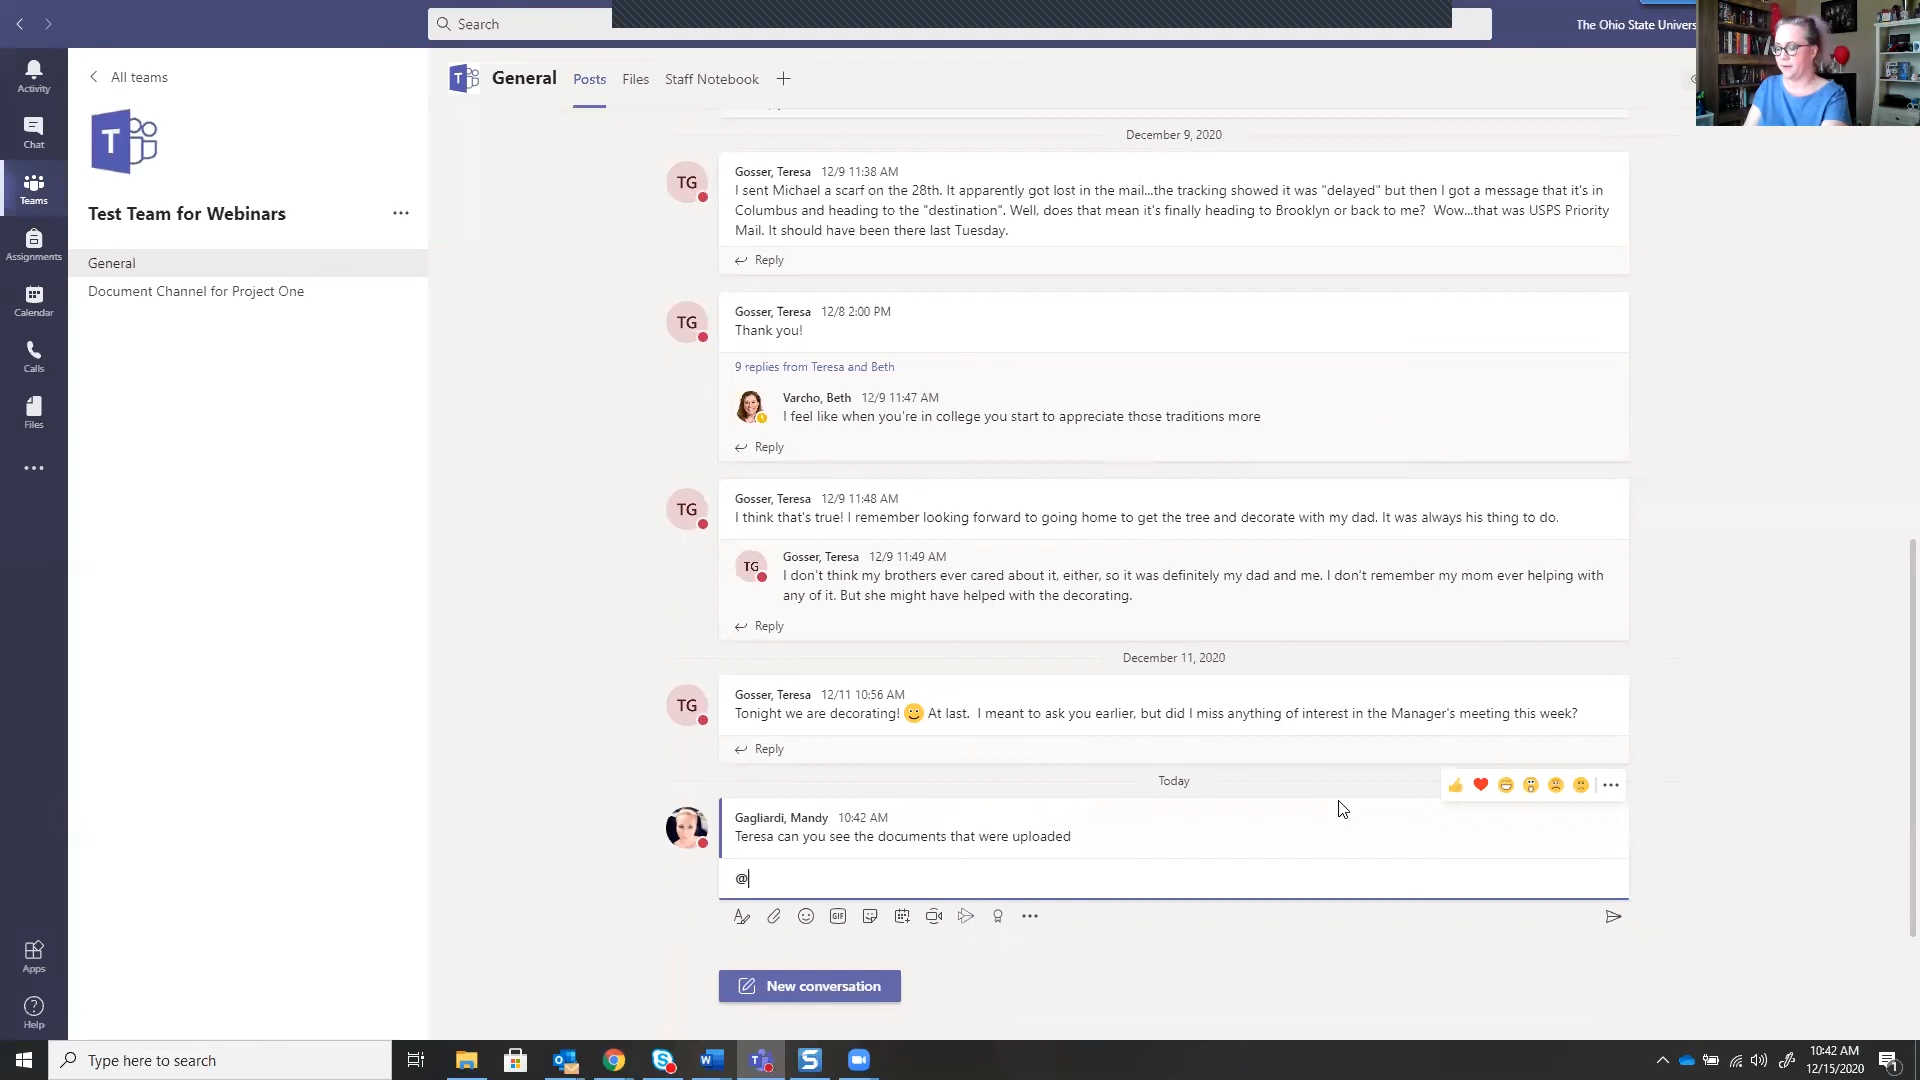 Search
The Ohio State Univers
Activity
Chat
Teams
Assignments
Calendar
Calls
Files
Apps
Help
All teams
T
Test Team for Webinars
General
Document Channel for Project One
T
General
Posts
Files
Staff Notebook
December 9, 2020
TG
Gosser, Teresa 12/9 11:38 AM
I sent Michael a scarf on the 28th. It apparently got lost in the mail...the tracking showed it was "delayed" but then I got a message that it's in
Columbus and heading to the "destination". Well, does that mean it's finally heading to Brooklyn or back to me? Wow...that was USPS Priority
Mail. It should have been there last Tuesday.
Reply
TG
Gosser, Teresa 12/8 2:00 PM
Thank you!
9 replies from Teresa and Beth
Varcho, Beth 12/9 11:47 AM
I feel like when you're in college you start to appreciate those traditions more
Reply
TG
Gosser, Teresa 12/9 11:48 AM
I think that's true! I remember looking forward to going home to get the tree and decorate with my dad. It was always his thing to do.
TG
Gosser, Teresa 12/9 11:49 AM
I don't think my brothers ever cared about it, either, so it was definitely my dad and me. I don't remember my mom ever helping with
any of it. But she might have helped with the decorating.
Reply
December 11, 2020
TG
Gosser, Teresa 12/11 10:56 AM
Tonight we are decorating! 🙂 At last. I meant to ask you earlier, but did I miss anything of interest in the Manager's meeting this week?
Reply
Today
Gagliardi, Mandy 10:42 AM
Teresa can you see the documents that were uploaded
@
GIF
New conversation
Type here to search
10:42 AM
12/15/2020
1